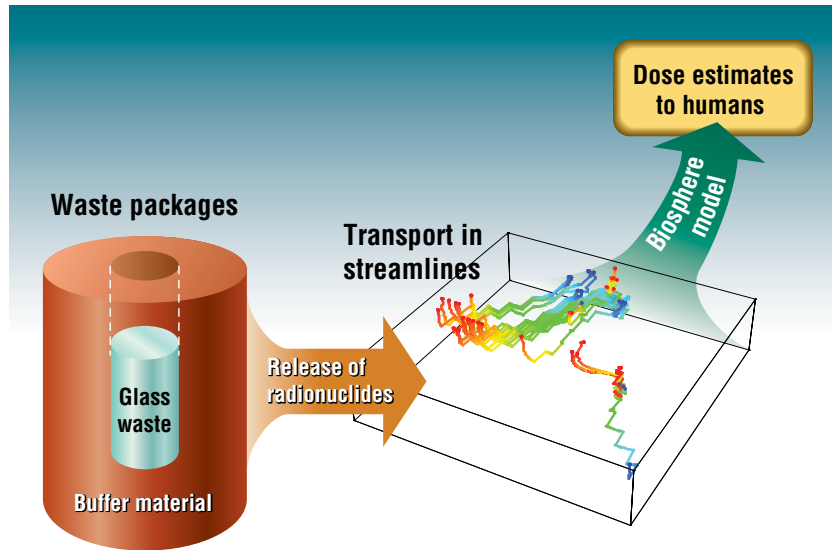 Dose estimates
to humans
Biosphere
model
Waste packages
Transport in
streamlines
Release of
radionuclides
Glass
waste
Buffer material